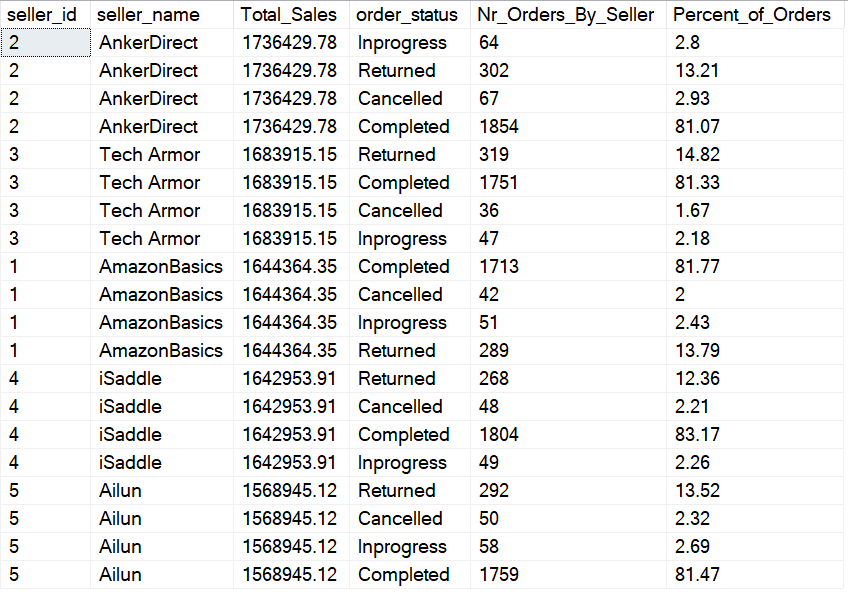 seller_id seller_name Total_Sales order_status Nr_Orders_By_Seller Percent_of_Orders
2 AnkerDirect 1736429.78 Inprogress 64 2.8
2 AnkerDirect 1736429.78 Returned 302 13.21
2 AnkerDirect 1736429.78 Cancelled 67 2.93
2 AnkerDirect 1736429.78 Completed 1854 81.07
3 Tech Armor 1683915.15 Returned 319 14.82
3 Tech Armor 1683915.15 Completed 1751 81.33
3 Tech Armor 1683915.15 Cancelled 36 1.67
3 Tech Armor 1683915.15 Inprogress 47 2.18
1 AmazonBasics 1644364.35 Completed 1713 81.77
1 AmazonBasics 1644364.35 Cancelled 42 2
1 AmazonBasics 1644364.35 Inprogress 51 2.43
1 AmazonBasics 1644364.35 Returned 289 13.79
4 iSaddle 1642953.91 Returned 268 12.36
4 iSaddle 1642953.91 Cancelled 48 2.21
4 iSaddle 1642953.91 Completed 1804 83.17
4 iSaddle 1642953.91 Inprogress 49 2.26
5 Ailun 1568945.12 Returned 292 13.52
5 Ailun 1568945.12 Cancelled 50 2.32
5 Ailun 1568945.12 Inprogress 58 2.69
5 Ailun 1568945.12 Completed 1759 81.47